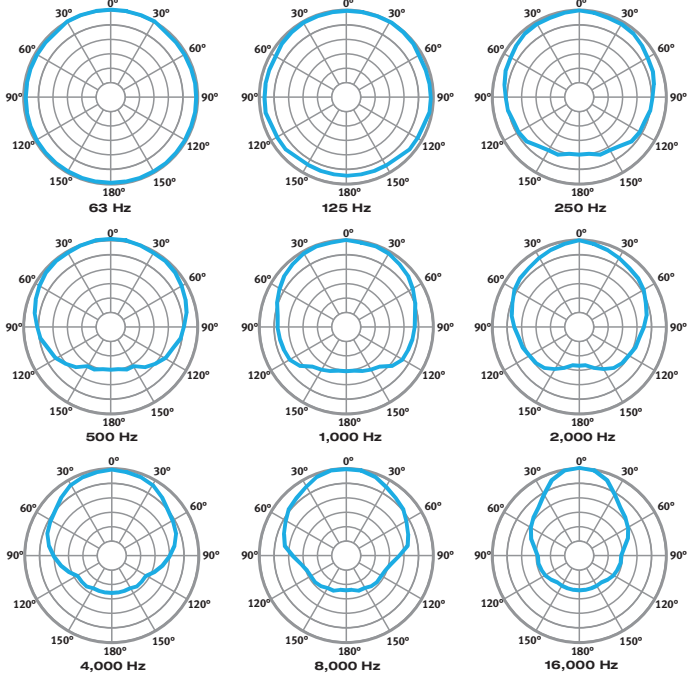 0° 0° 0°
30° 30° 30° 30° 30° 30°
60° 60° 60° 60° 60° 60°
90° 90° 90° 90° 90° 90°
120° 120° 120° 120° 120° 120°
150° 150° 150° 150° 150° 150°
180° 180° 180°
63 Hz 125 Hz 250 Hz
0° 0° 0°
30° 30° 30° 30° 30° 30°
60° 60° 60° 60° 60° 60°
90° 90° 90° 90° 90° 90°
120° 120° 120° 120° 120° 120°
150° 150° 150° 150° 150° 150°
180° 180° 180°
500 Hz 1,000 Hz 2,000 Hz
0° 0° 0°
30° 30° 30° 30° 30° 30°
60° 60° 60° 60° 60° 60°
90° 90° 90° 90° 90° 90°
120° 120° 120° 120° 120° 120°
150° 150° 150° 150° 150° 150°
180° 180° 180°
4,000 Hz 8,000 Hz 16,000 Hz